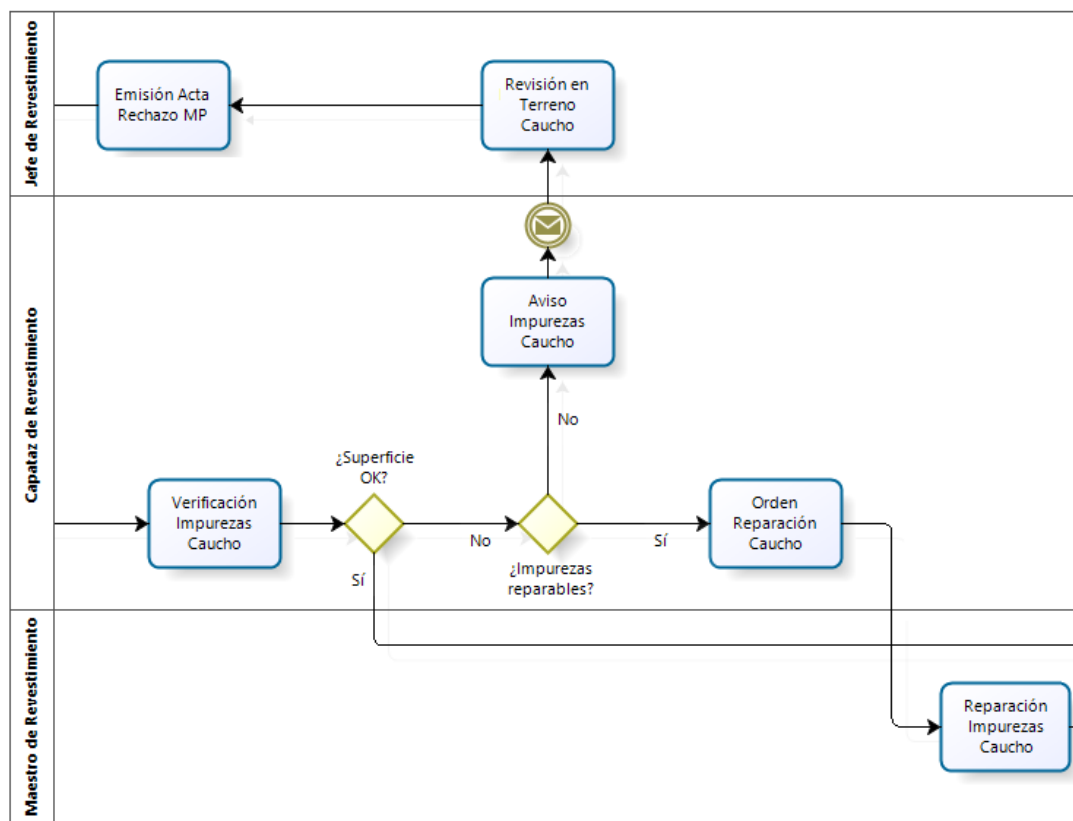 Jefe de Revestimiento
Emisión Acta
Rechazo MP
Revisión en
Terreno
Caucho
Capataz de Revestimiento
Aviso
Impurezas
Caucho
No
¿Superficie
OK?
Verificación
Impurezas
Caucho
No
Sí
¿Impurezas
reparables?
Sí
Orden
Reparación
Caucho
Maestro de Revestimiento
Reparación
Impurezas
Caucho